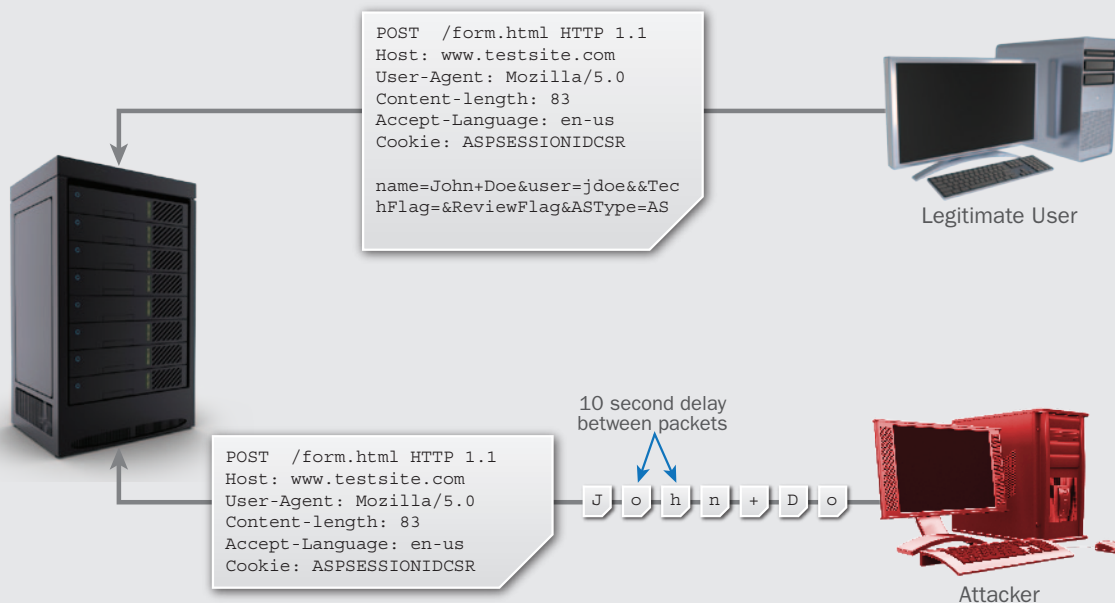 POST  /form.html HTTP 1.1
Host: www.testsite.com
User-Agent: Mozilla/5.0
Content-length: 83
Accept-Language: en-us
Cookie: ASPSESSIONIDCSR
name=John+Doe&user=jdoe&&Tec
hFlag=&ReviewFlag&ASType=AS
Legitimate User
10 second delay
between packets
POST  /form.html HTTP 1.1
Host: www.testsite.com
User-Agent: Mozilla/5.0
Content-length: 83
Accept-Language: en-us
Cookie: ASPSESSIONIDCSR
J o h n + D o
Attacker